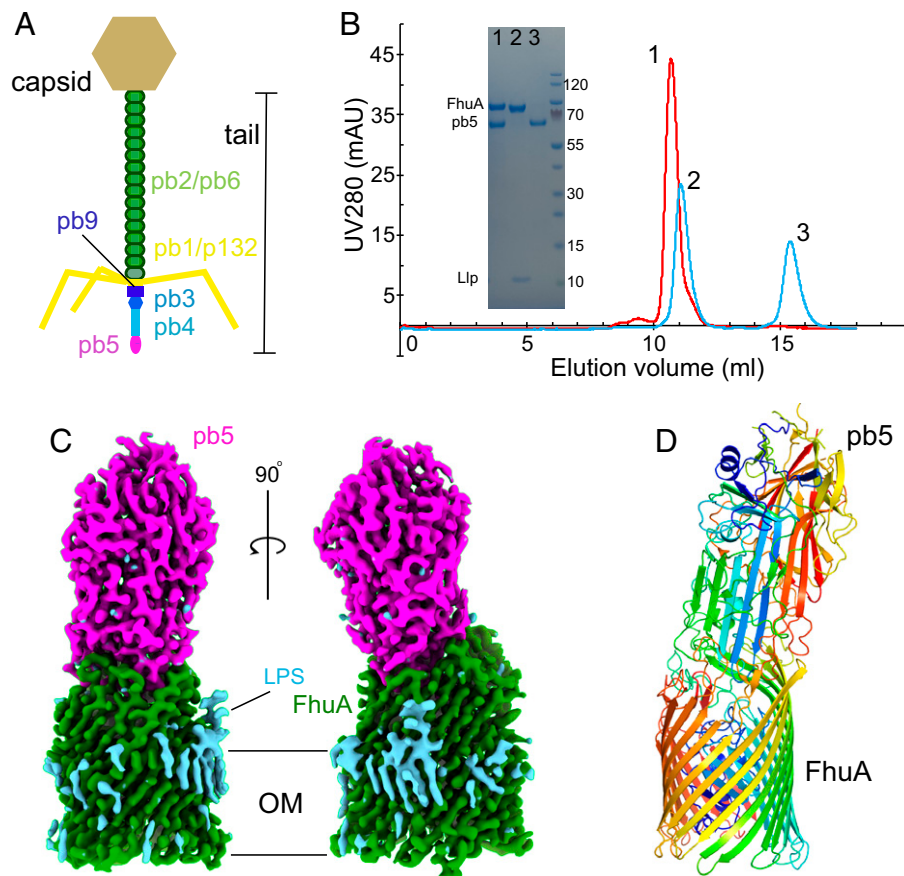 A
capsid
tail
pb2/pb6
pb9
pb1/p132
pb3
pb4
pb5
B
UV280 (mAU)
45
35
25
15
5
0
5
10
15
Elution volume (ml)
1 2 3
FhuA
pb5
Llp
120
70
55
30
15
10
1
2
3
C
pb5
90°
LPS
FhuA
OM
D
pb5
FhuA